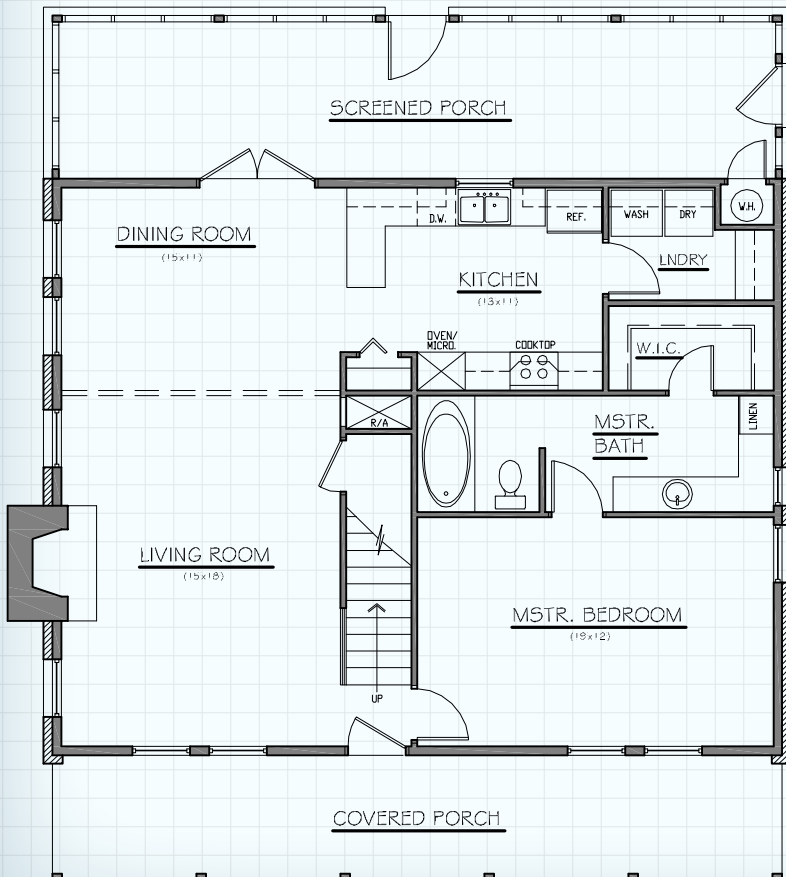 SCREENED PORCH
W.H.
D.W.
REF.
WASH
DRY
DINING ROOM
(15x11)
LNDRY
KITCHEN
(13x11)
OVEN/
MICRO.
COOKTOP
W.I.C.
R/A
MSTR.
BATH
LINEN
LIVING ROOM
(15x18)
MSTR. BEDROOM
(19x12)
UP
COVERED PORCH